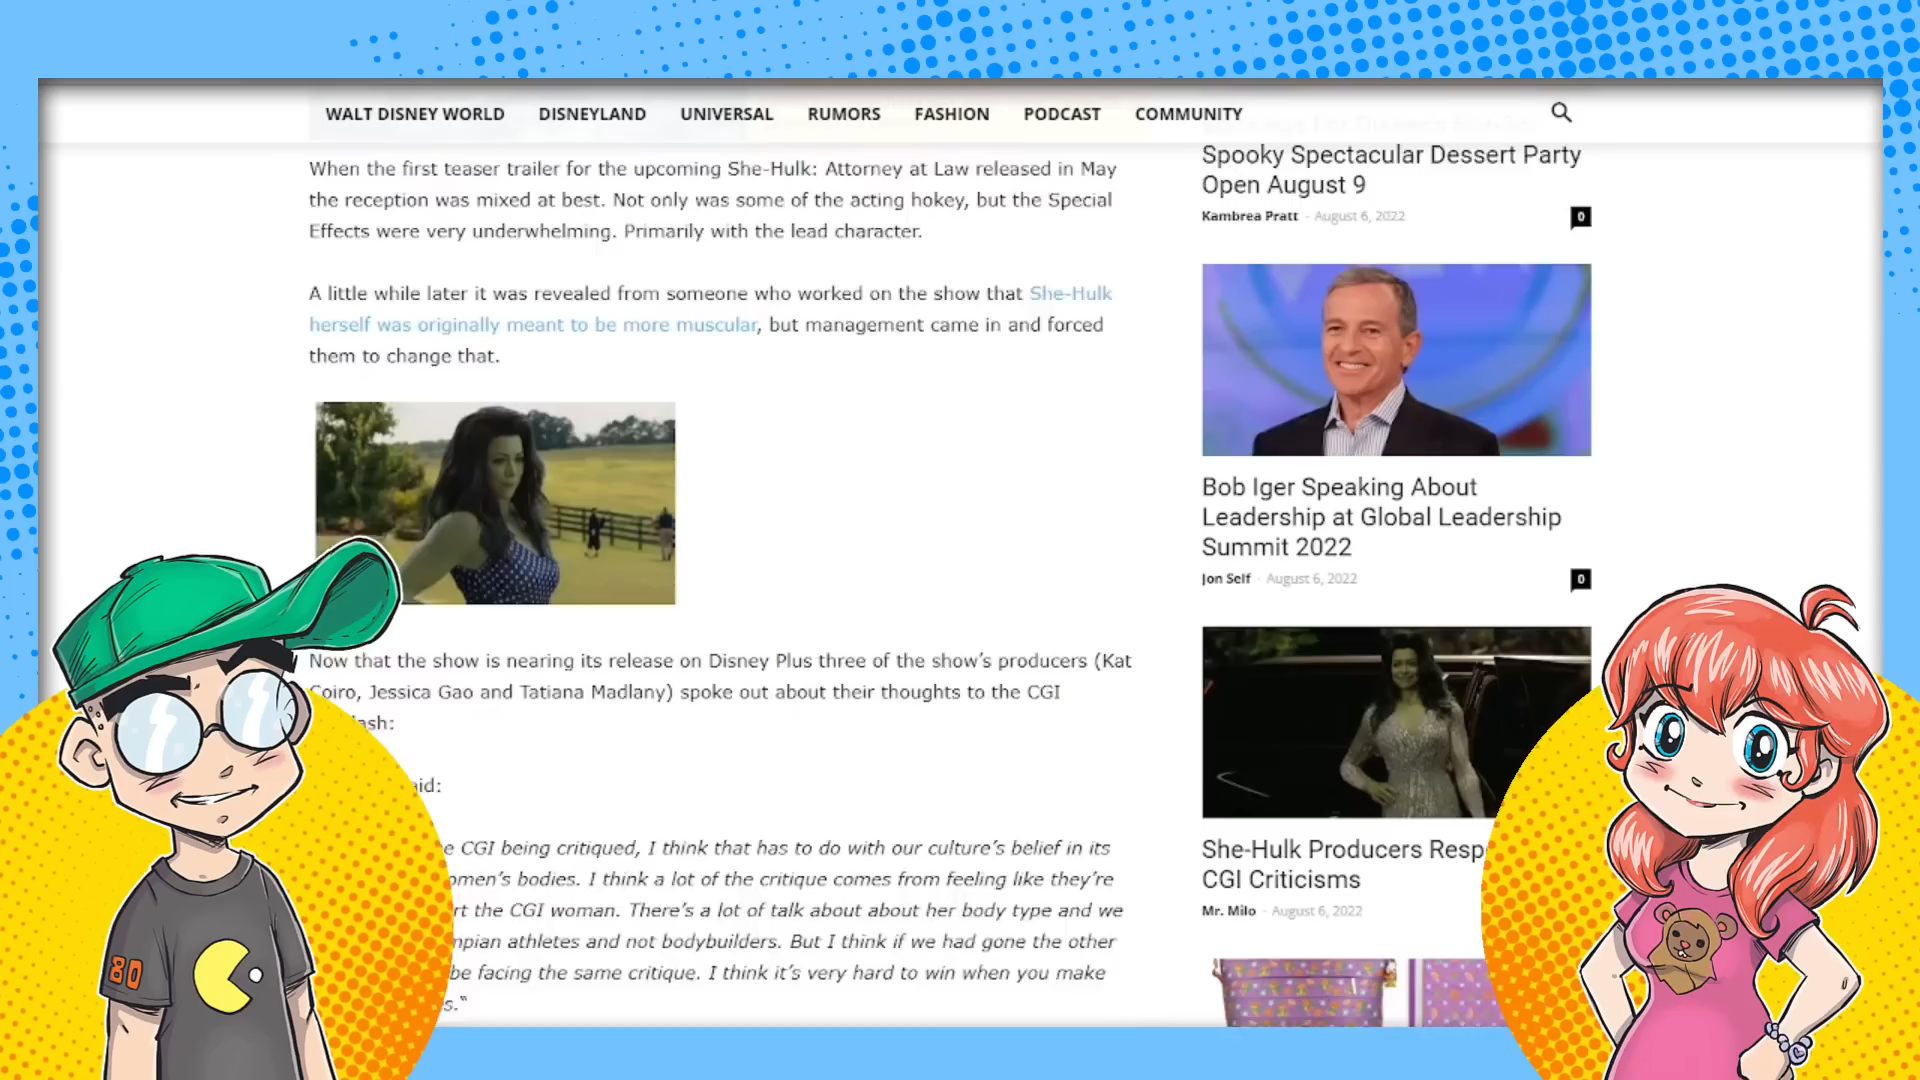 WALT DISNEY WORLD DISNEYLAND UNIVERSAL RUMORS FASHION PODCAST COMMUNITY
When the first teaser trailer for the upcoming She-Hulk: Attorney at Law released in May
the reception was mixed at best. Not only was some of the acting hokey, but the Special
Effects were very underwhelming. Primarily with the lead character.
A little while later it was revealed from someone who worked on the show that She-Hulk
herself was originally meant to be more muscular, but management came in and forced
them to change that.
Now that the show is nearing its release on Disney Plus three of the show's producers (Kat
Coiro, Jessica Gao and Tatiana Madlany) spoke out about their thoughts to the CGI
ash:
aid:
e CGI being critiqued, I think that has to do with our culture's belief in its
omen's bodies. I think a lot of the critique comes from feeling like they're
rt the CGI woman. There's a lot of talk about about her body type and we
mpian athletes and not bodybuilders. But I think if we had gone the other
be facing the same critique. I think it's very hard to win when you make
s."
Spooky Spectacular Dessert Party
Open August 9
Kambrea Pratt - August 6, 2022
0
Bob Iger Speaking About
Leadership at Global Leadership
Summit 2022
Jon Self - August 6, 2022
0
She-Hulk Producers Resp
CGI Criticisms
Mr. Milo - August 6, 2022
80